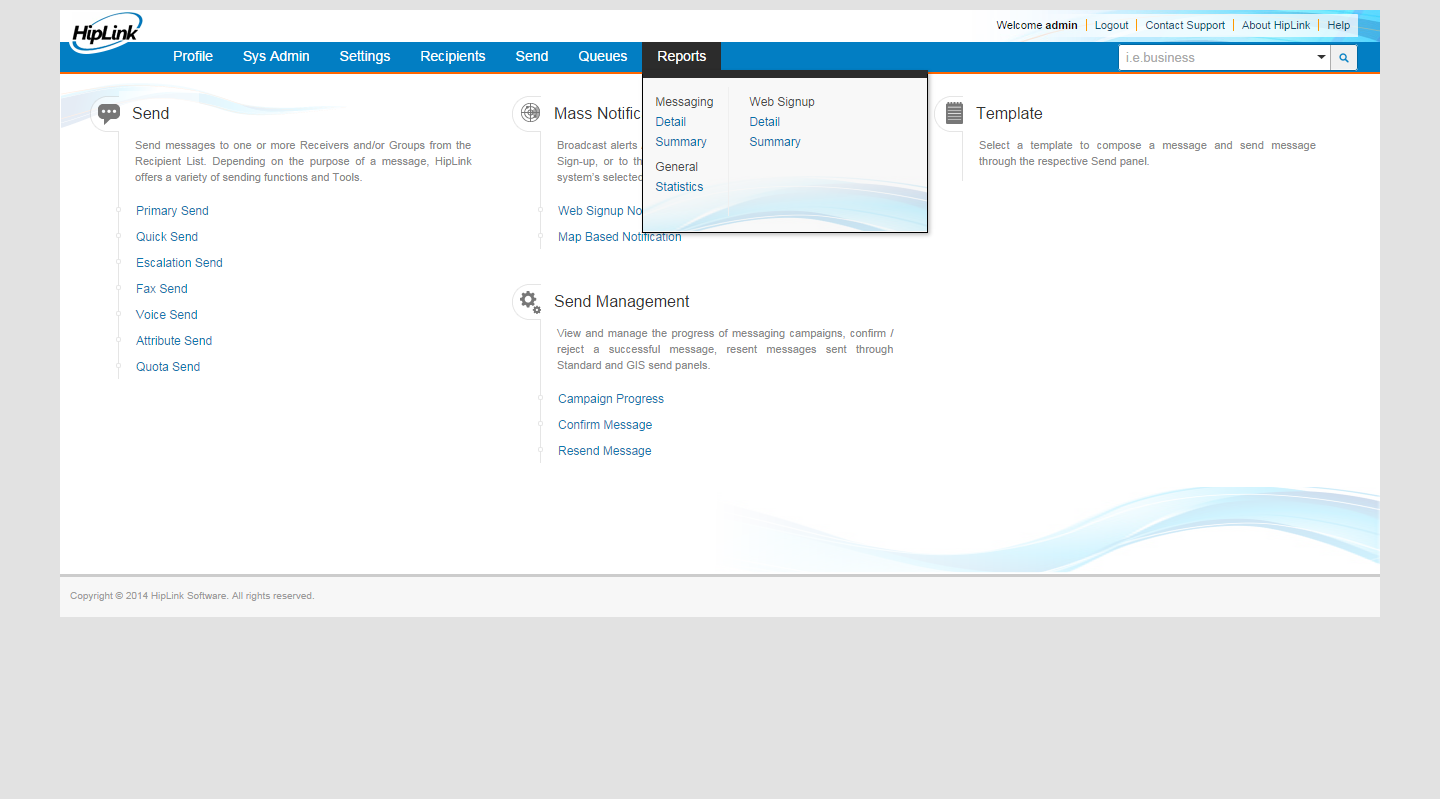 HipLink
Welcome admin
Logout
Contact Support
About HipLink
Help
Profile
Sys Admin
Settings
Recipients
Send
Queues
Reports
i.e.business
Messaging
Detail
Summary
General
Statistics
Web Signup
Detail
Summary
Send
Send messages to one or more Receivers and/or Groups from the
Recipient List. Depending on the purpose of a message, HipLink
offers a variety of sending functions and Tools.
Primary Send
Quick Send
Escalation Send
Fax Send
Voice Send
Attribute Send
Quota Send
Mass Notific
Broadcast alerts
Sign-up, or to th
system's selected
Web Signup No
Map Based Notification
Send Management
View and manage the progress of messaging campaigns, confirm /
reject a successful message, resent messages sent through
Standard and GIS send panels.
Campaign Progress
Confirm Message
Resend Message
Template
Select a template to compose a message and send message
through the respective Send panel.
Copyright © 2014 HipLink Software. All rights reserved.